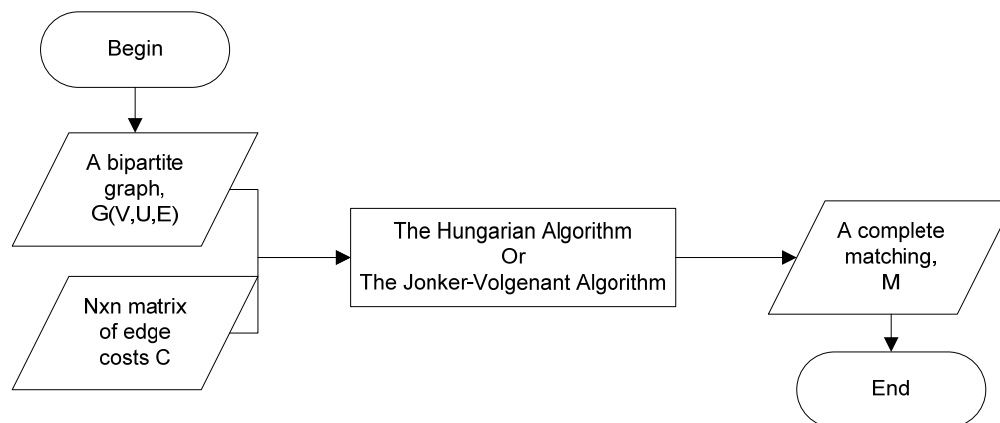 Begin
A bipartite
graph,
G(V,U,E)
Nxn matrix
of edge
costs C
The Hungarian Algorithm
Or
The Jonker-Volgenant Algorithm
A complete
matching,
M
End